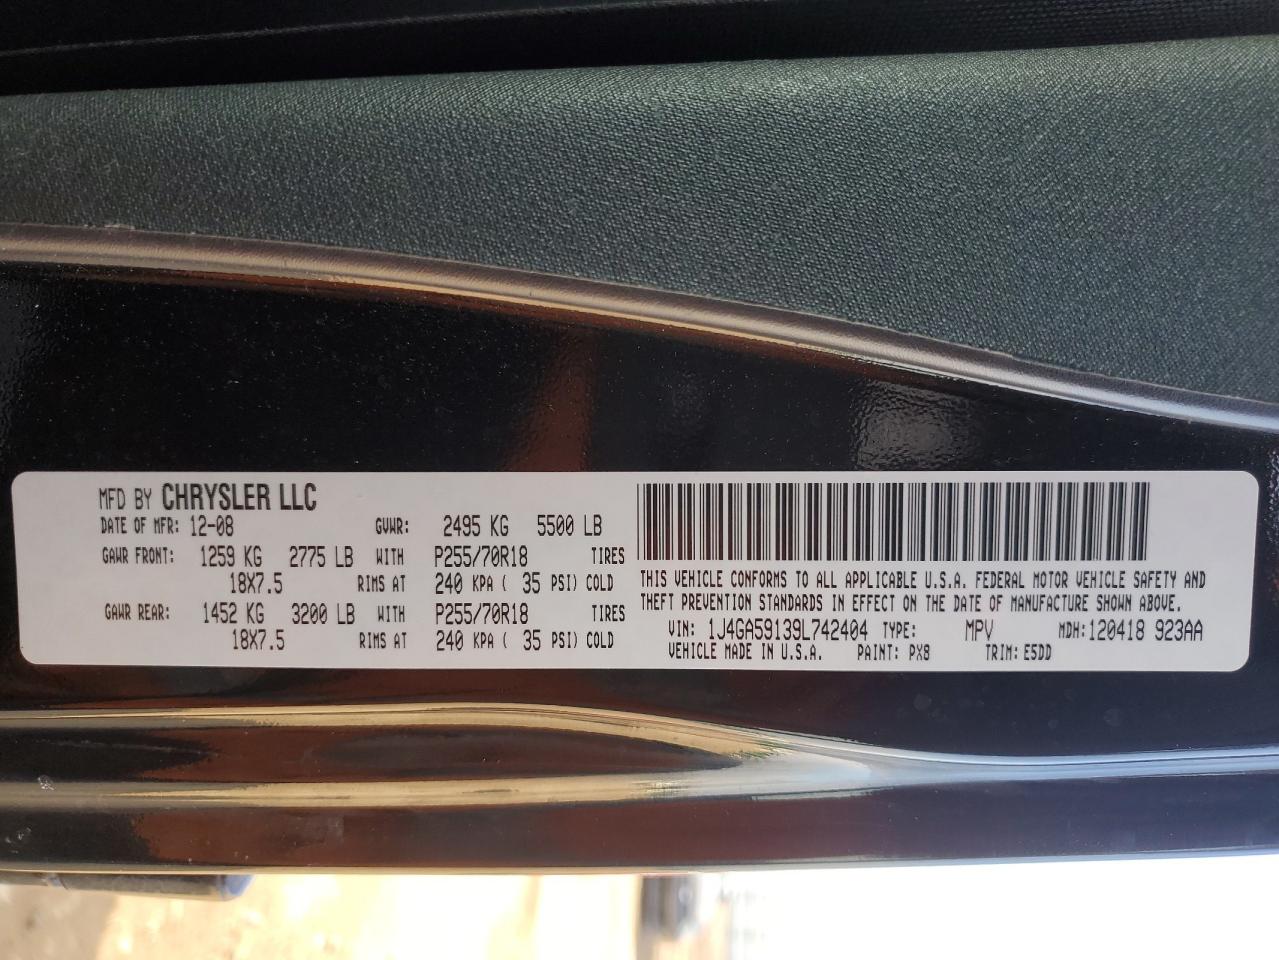 MFD BY CHRYSLER LLC
DATE OF MFR: 12-08 GVWR: 2495 KG 5500 LB
GAWR FRONT: 1259 KG 2775 LB WITH P255/70R18 TIRES
18X7.5 RIMS AT 240 KPA ( 35 PSI) COLD
GAWR REAR: 1452 KG 3200 LB WITH P255/70R18 TIRES
18X7.5 RIMS AT 240 KPA ( 35 PSI) COLD
THIS VEHICLE CONFORMS TO ALL APPLICABLE U.S.A. FEDERAL MOTOR VEHICLE SAFETY AND
THEFT PREVENTION STANDARDS IN EFFECT ON THE DATE OF MANUFACTURE SHOWN ABOVE.
VIN: 1J4GA59139L742404 TYPE: MPV MDH: 120418 923AA
VEHICLE MADE IN U.S.A. PAINT: PX8 TRIM: E5DD